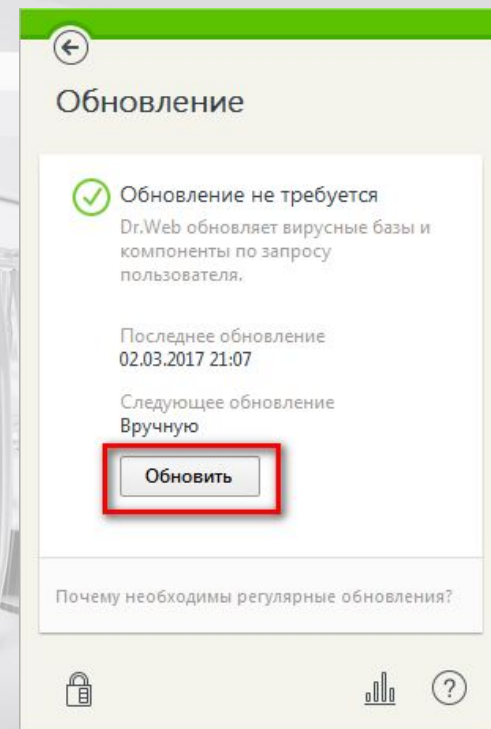 Обновление
Обновление не требуется
Dr.Web обновляет вирусные базы и
компоненты по запросу
пользователя.
Последнее обновление
02.03.2017 21:07
Следующее обновление
Вручную
Обновить
Почему необходимы регулярные обновления?